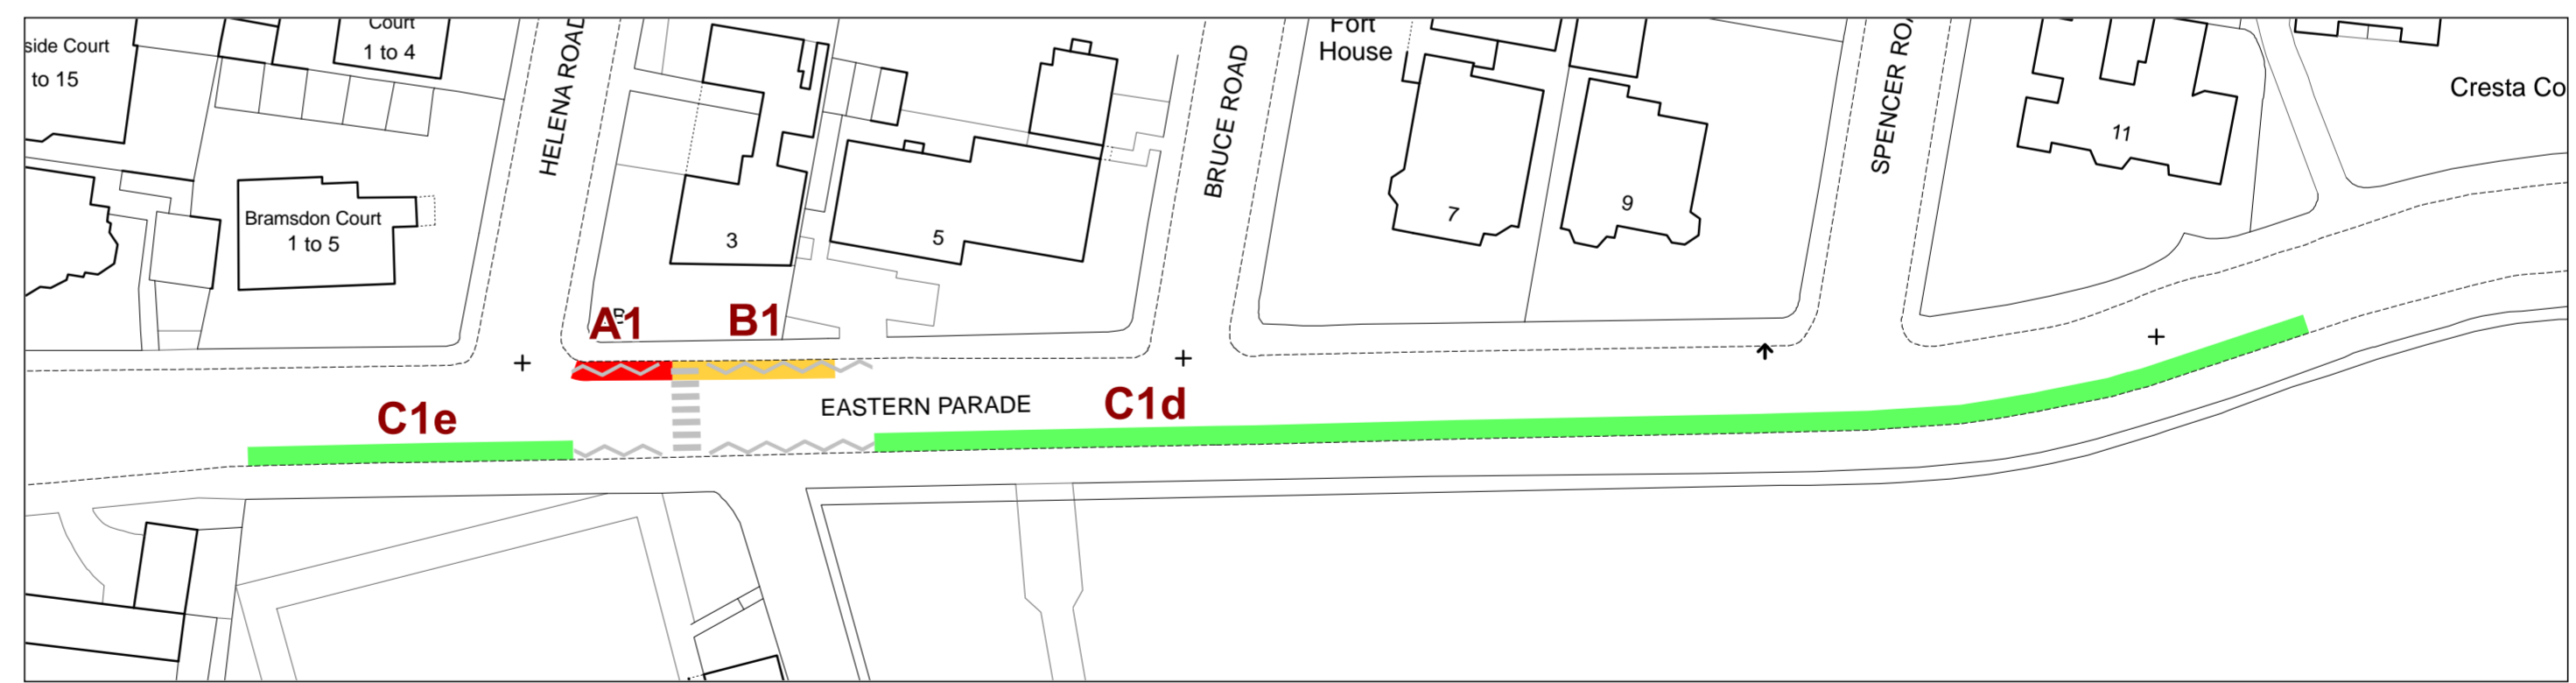 side Court
to 15
Court
1 to 4
HELENA ROAD
Bramsdon Court
1 to 5
3
5
BRUCE ROAD
Fort
House
7
9
SPENCER ROA
11
Cresta Co
A1
B1
EASTERN PARADE
C1e
C1d